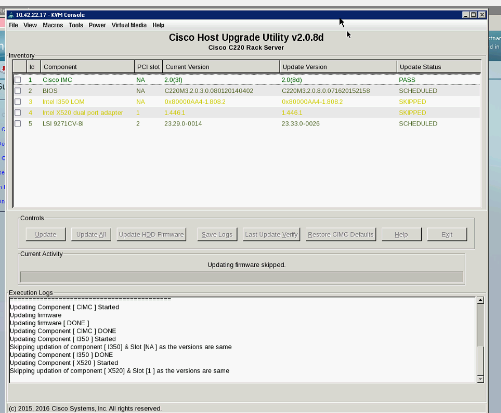 10.42.22.17 - KVM Console
File View Macros Tools Power Virtual Media Help
Cisco Host Upgrade Utility v2.0.8d
Cisco C220 Rack Server
Inventory
Id Component PCI slot Current Version Update Version Update Status
1 Cisco IMC NA 2.0(3f) 2.0(8d) PASS
2 BIOS NA C220M3.2.0.3.0.080120140402 C220M3.2.0.8.0.071620152158 SCHEDULED
3 Intel I350 LOM NA 0x80000AA4-1.808.2 0x80000AA4-1.808.2 SKIPPED
4 Intel X520 dual port adapter 1 1.446.1 1.446.1 SKIPPED
5 LSI 9271CV-8i 2 23.29.0-0014 23.33.0-0026 SCHEDULED
Controls
Update Update All Update HDD Firmware Save Logs Last Update Verify Restore CIMC Defaults Help Exit
Current Activity
Updating firmware skipped.
Execution Logs
Updating Component [ CIMC ] Started
Updating firmware
Updating firmware [ DONE ]
Updating Component [ CIMC ] DONE
Updating Component [ I350 ] Started
Skipping updation of component [ I350] & Slot [NA ] as the versions are same
Updating Component [ I350 ] DONE
Updating Component [ X520 ] Started
Skipping updation of component [ X520] & Slot [1 ] as the versions are same
(c) 2015, 2016 Cisco Systems, Inc. All rights reserved.